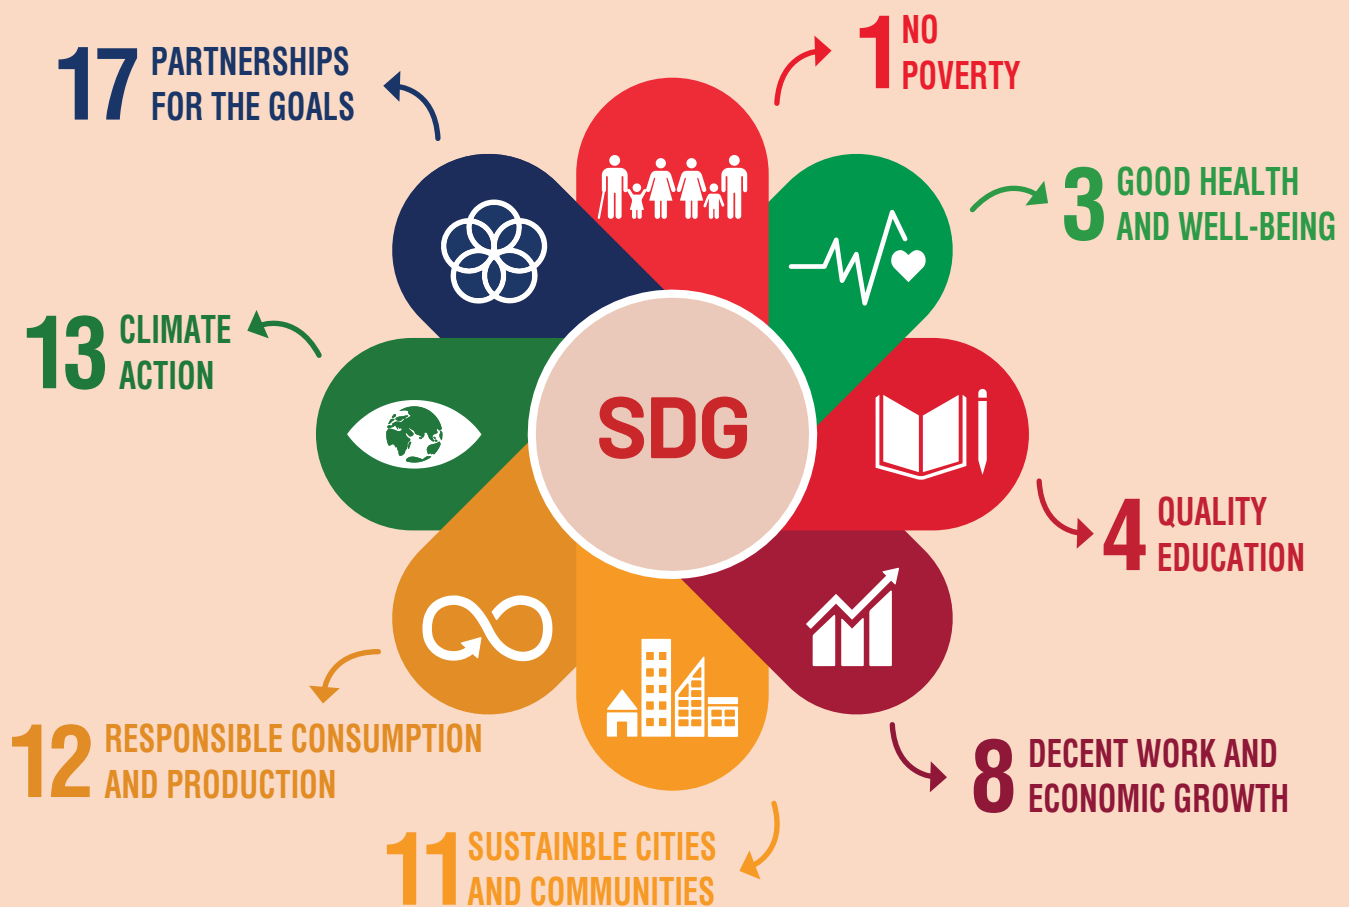 1 NO
POVERTY
3 GOOD HEALTH
AND WELL-BEING
4 QUALITY
EDUCATION
8 DECENT WORK AND
ECONOMIC GROWTH
11 SUSTAINBLE CITIES
AND COMMUNITIES
12 RESPONSIBLE CONSUMPTION
AND PRODUCTION
13 CLIMATE
ACTION
17 PARTNERSHIPS
FOR THE GOALS
SDG